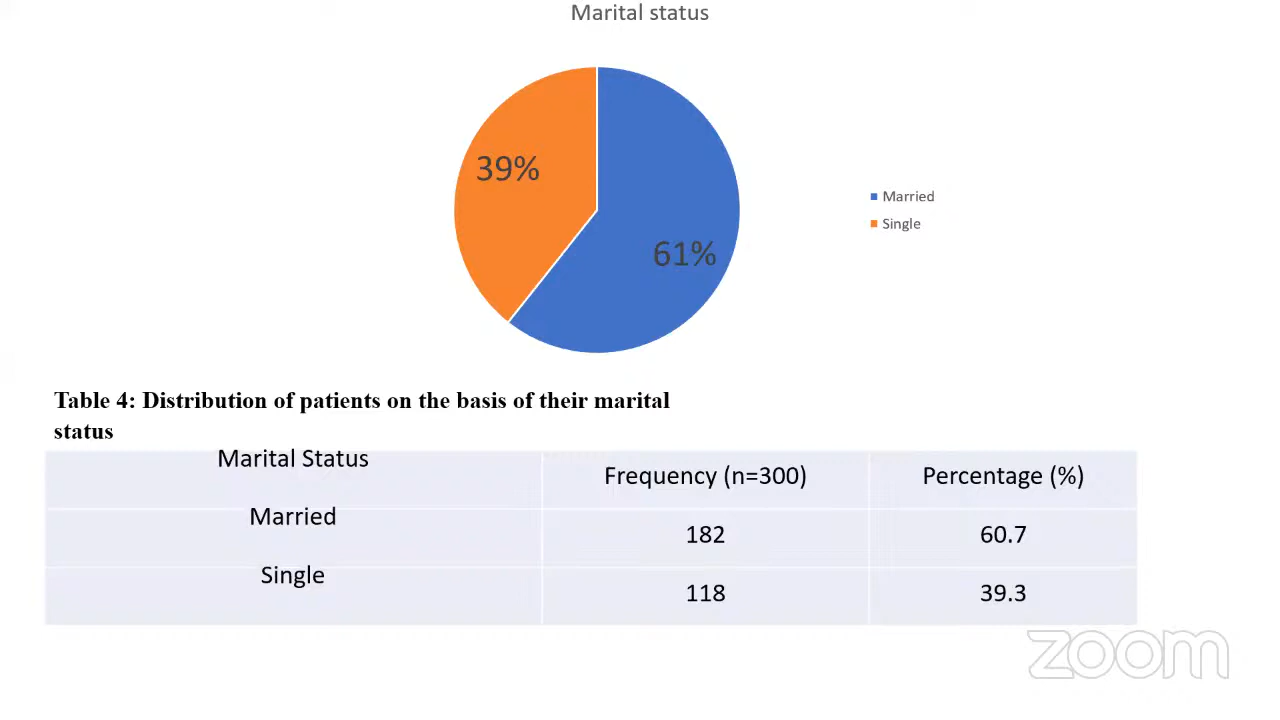 Marital status
39%
61%
Married
Single
Table 4: Distribution of patients on the basis of their marital
status
Marital Status Frequency (n=300) Percentage (%)
Married 182 60.7
Single 118 39.3
zoom